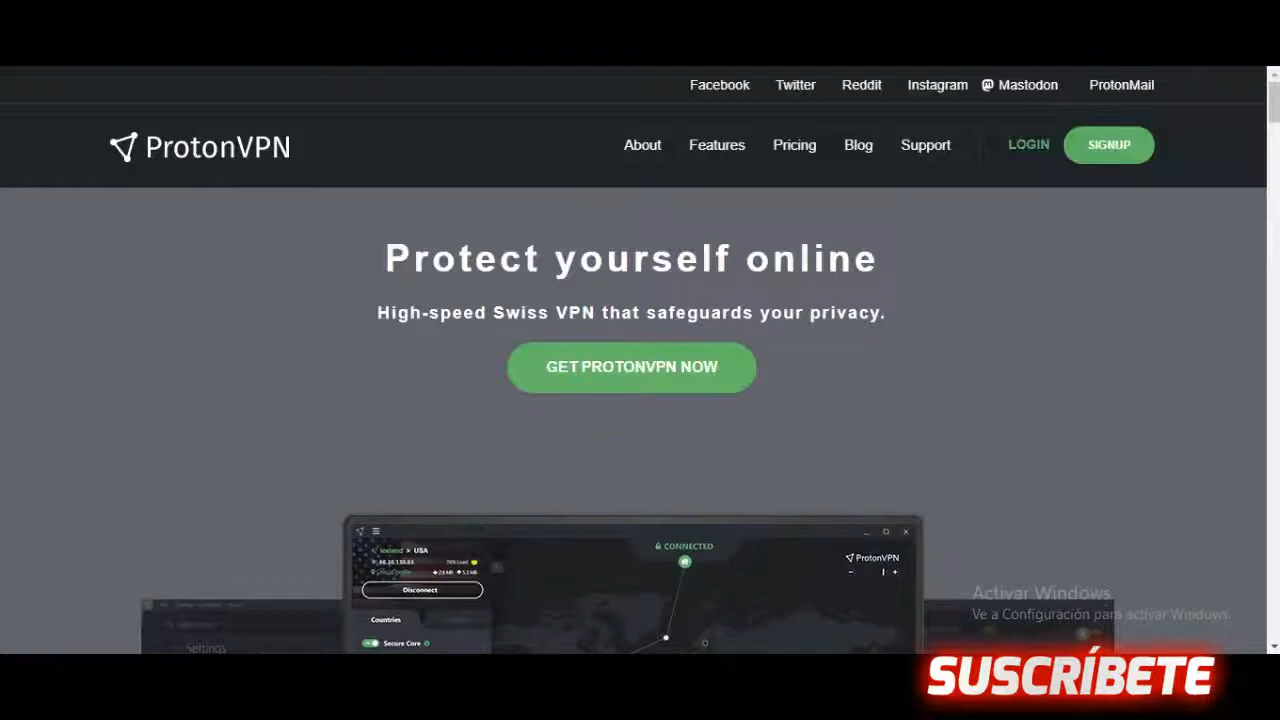 Facebook Twitter Reddit Instagram Mastodon ProtonMail
ProtonVPN About Features Pricing Blog Support LOGIN SIGNUP
Protect yourself online
High-speed Swiss VPN that safeguards your privacy.
GET PROTONVPN NOW
Iceland > USA
CONNECTED
ProtonVPN
Disconnect
Countries
Secure Core
Settings
Activar Windows
Ve a Configuración para activar Windows.
SUSCRÍBETE